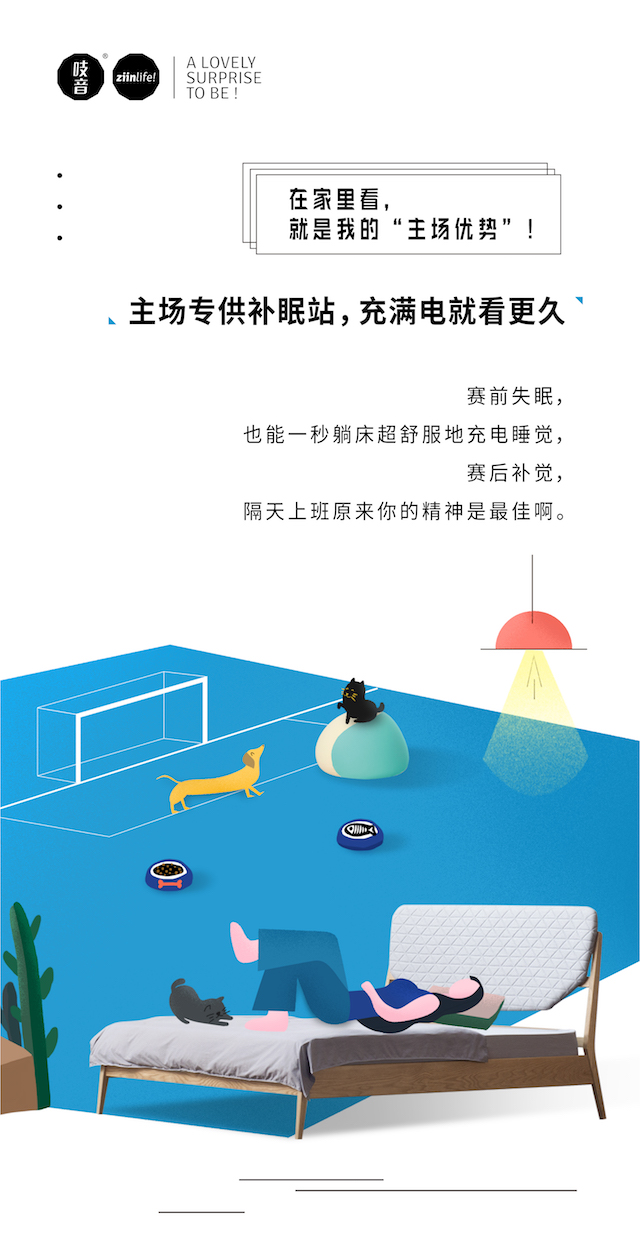 吱音
®
ziinlife!
A LOVELY
SURPRISE
TO BE !
在家里看，
就是我的“主场优势”！
主场专供补眠站，充满电就看更久
赛前失眠，
也能一秒躺床超舒服地充电睡觉，
赛后补觉，
隔天上班原来你的精神是最佳啊。